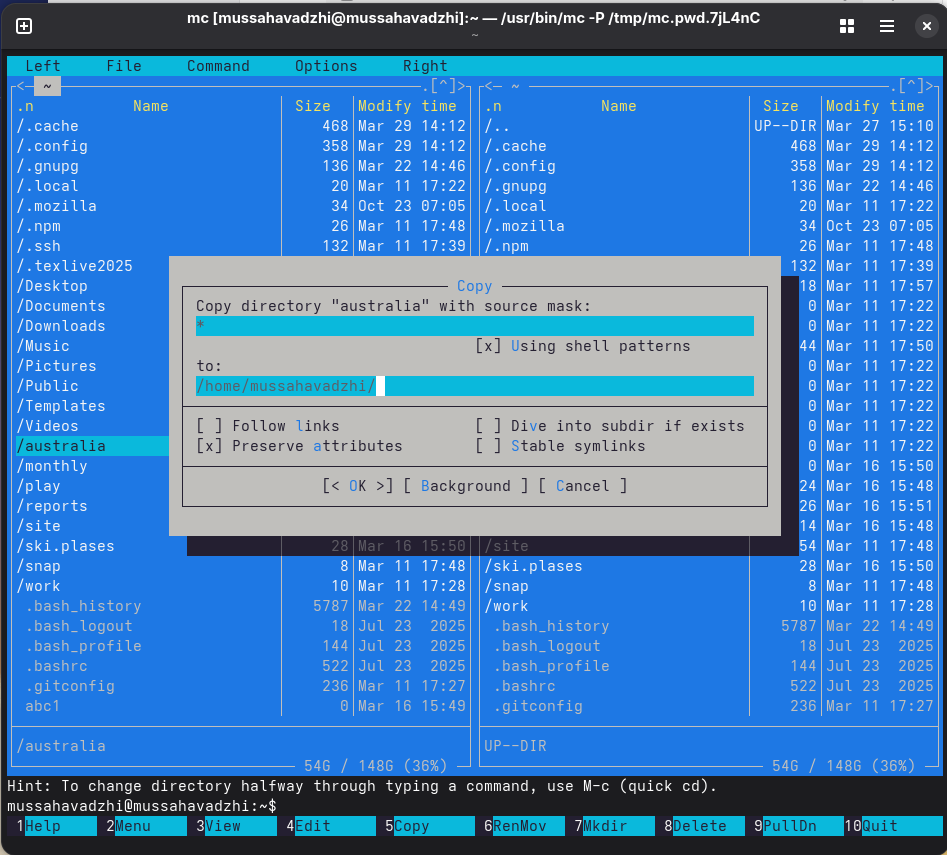 mc [mussahavadzhi@mussahavadzhi]:~ — /usr/bin/mc -P /tmp/mc.pwd.7jL4nC
~
Left File Command Options Right
<─ ~ .[^]> <─ ~ .[^]>
.n Name Size Modify time .n Name Size Modify time
/.cache 468 Mar 29 14:12 /.. UP--DIR Mar 27 15:10
/.config 358 Mar 29 14:12 /.cache 468 Mar 29 14:12
/.gnupg 136 Mar 22 14:46 /.config 358 Mar 29 14:12
/.local 20 Mar 11 17:22 /.gnupg 136 Mar 22 14:46
/.mozilla 34 Oct 23 07:05 /.local 20 Mar 11 17:22
/.npm 26 Mar 11 17:48 /.mozilla 34 Oct 23 07:05
/.ssh 132 Mar 11 17:39 /.npm 26 Mar 11 17:48
/.texlive2025 132 Mar 11 17:39
/Desktop Copy 18 Mar 11 17:57
/Documents Copy directory "australia" with source mask: 0 Mar 11 17:22
/Downloads * 0 Mar 11 17:22
/Music [x] Using shell patterns 44 Mar 11 17:50
/Pictures to: 0 Mar 11 17:22
/Public /home/mussahavadzhi/ 0 Mar 11 17:22
/Templates 0 Mar 11 17:22
/Videos [ ] Follow links [ ] Dive into subdir if exists 0 Mar 11 17:22
/australia [x] Preserve attributes [ ] Stable symlinks 0 Mar 11 17:22
/monthly 0 Mar 16 15:50
/play [< OK >] [ Background ] [ Cancel ] 24 Mar 16 15:48
/reports 26 Mar 16 15:51
/site 14 Mar 16 15:48
/ski.plases 28 Mar 16 15:50 /site 54 Mar 11 17:48
/snap 8 Mar 11 17:48 /ski.plases 28 Mar 16 15:50
/work 10 Mar 11 17:28 /snap 8 Mar 11 17:48
.bash_history 5787 Mar 22 14:49 /work 10 Mar 11 17:28
.bash_logout 18 Jul 23 2025 .bash_history 5787 Mar 22 14:49
.bash_profile 144 Jul 23 2025 .bash_logout 18 Jul 23 2025
.bashrc 522 Jul 23 2025 .bash_profile 144 Jul 23 2025
.gitconfig 236 Mar 11 17:27 .bashrc 522 Jul 23 2025
abc1 0 Mar 16 15:49 .gitconfig 236 Mar 11 17:27
/australia UP--DIR
54G / 148G (36%) 54G / 148G (36%)
Hint: To change directory halfway through typing a command, use M-c (quick cd).
mussahavadzhi@mussahavadzhi:~$
1Help 2Menu 3View 4Edit 5Copy 6RenMov 7Mkdir 8Delete 9PullDn 10Quit